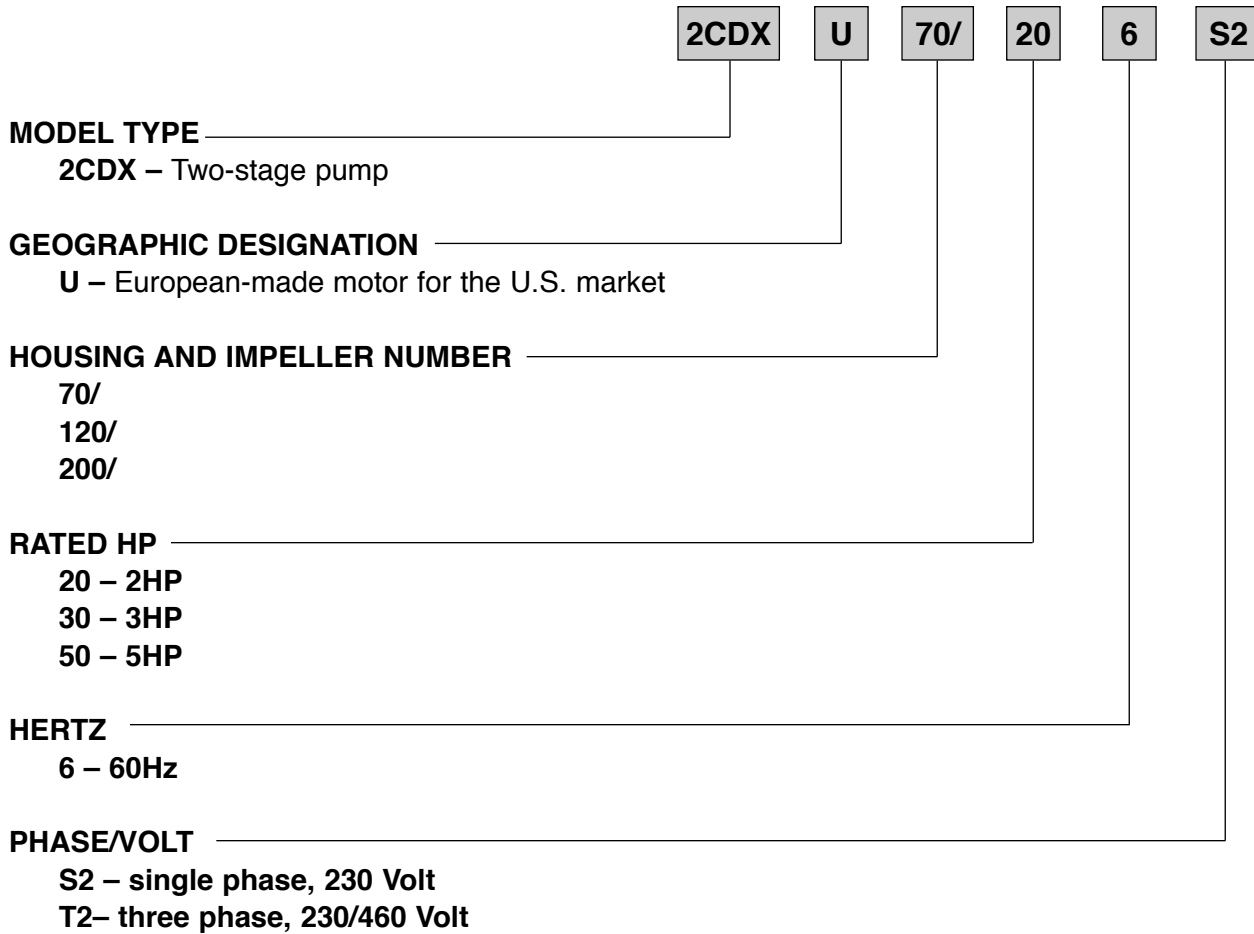 2CDX U 70/ 20 6 S2
MODEL TYPE
2CDX – Two-stage pump
GEOGRAPHIC DESIGNATION
U – European-made motor for the U.S. market
HOUSING AND IMPELLER NUMBER
70/
120/
200/
RATED HP
20 – 2HP
30 – 3HP
50 – 5HP
HERTZ
6 – 60Hz
PHASE/VOLT
S2 – single phase, 230 Volt
T2– three phase, 230/460 Volt